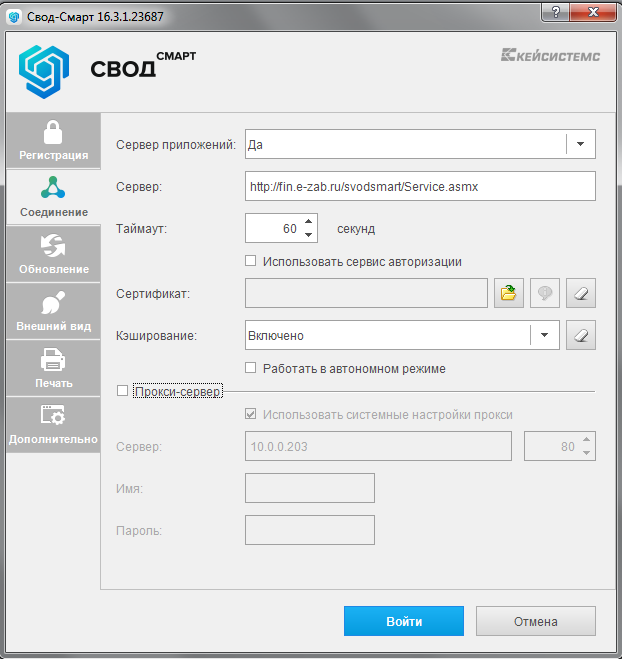 Свод-Смарт 16.3.1.23687
?
СВОД СМАРТ
КЕЙСИСТЕМС
Регистрация
Соединение
Обновление
Внешний вид
Печать
Дополнительно
Сервер приложений: Да
Сервер: http://fin.e-zab.ru/svodsmart/Service.asmx
Таймаут: 60 секунд
Использовать сервис авторизации
Сертификат:
Кэширование: Включено
Работать в автономном режиме
Прокси-сервер
Использовать системные настройки прокси
Сервер: 10.0.0.203 80
Имя:
Пароль:
Войти Отмена